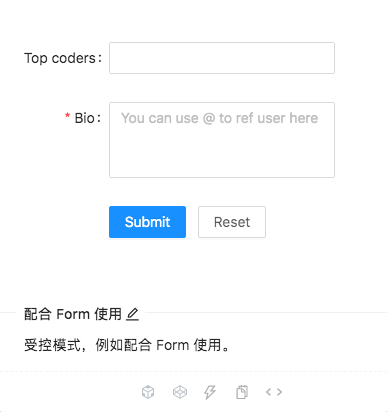 Top coders:
* Bio:
You can use @ to ref user here
Submit Reset
配合 Form 使用
受控模式，例如配合 Form 使用。